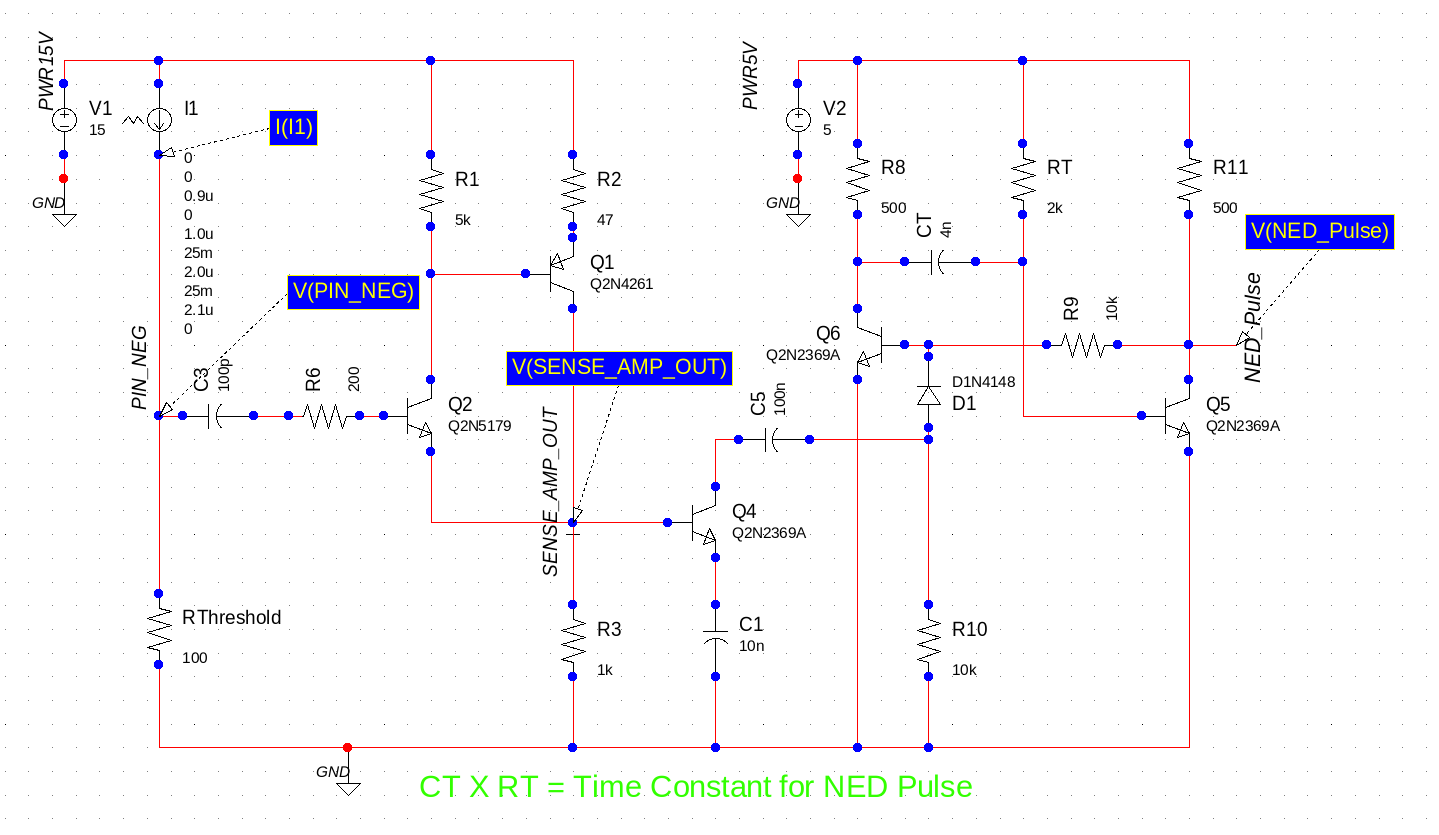 PWR15V
V1
15
GND
I1
I(I1)
0
0
0.9u
0
1.0u
25m
2.0u
25m
2.1u
0
R1
5k
R2
47
Q1
Q2N4261
V(PIN_NEG)
PIN_NEG
C3
100p
R6
200
Q2
Q2N5179
V(SENSE_AMP_OUT)
SENSE_AMP_OUT
RThreshold
100
R3
1k
Q4
Q2N2369A
C1
10n
C5
100n
PWR5V
V2
5
GND
R8
500
CT
4n
RT
2k
R11
500
V(NED_Pulse)
NED_Pulse
R9
10k
Q6
Q2N2369A
D1N4148
D1
Q5
Q2N2369A
R10
10k
GND
CT X RT = Time Constant for NED Pulse